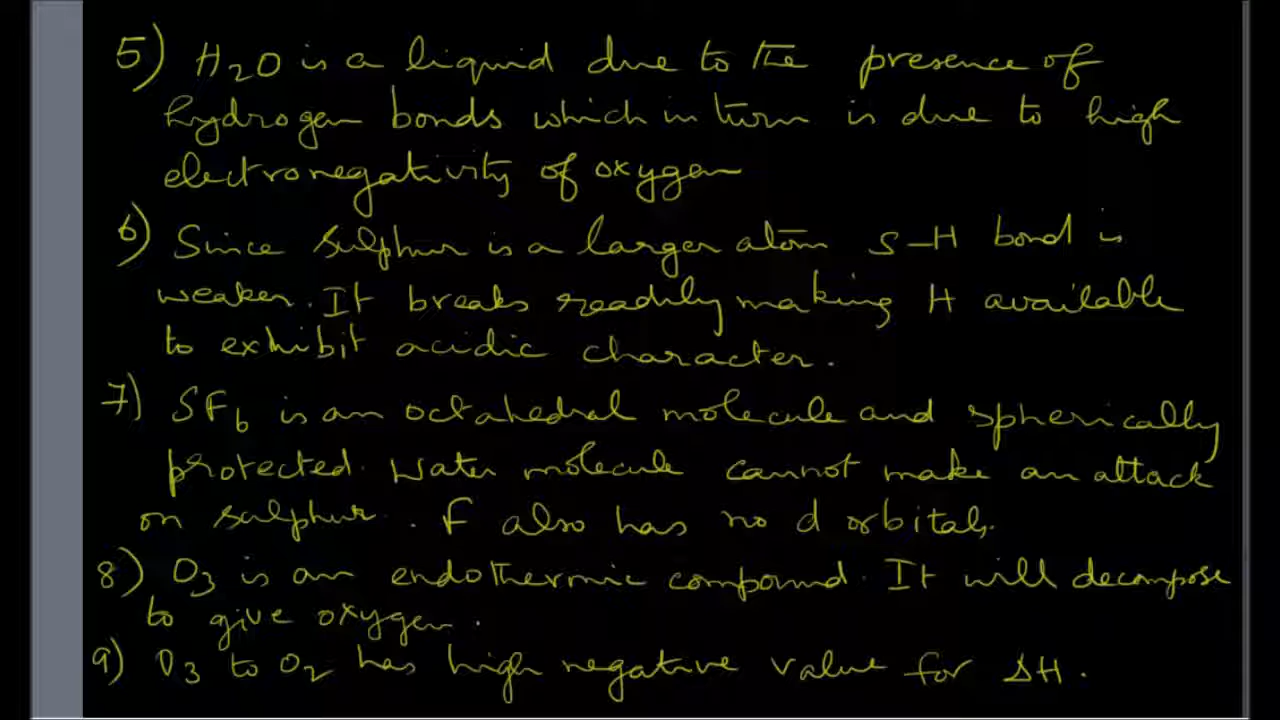 5) H₂O is a liquid due to the presence of
hydrogen bonds which in turn is due to high
electronegativity of oxygen
6) Since sulphur is a larger atom S-H bond is
weaker. It breaks readily making H available
to exhibit acidic character.
7) SF₆ is an octahedral molecule and spherically
protected. Water molecule cannot make an attack
on sulphur. F also has no d orbitals.
8) O₃ is an endothermic compound. It will decompose
to give oxygen.
9) O₃ to O₂ has high negative value for ΔH.